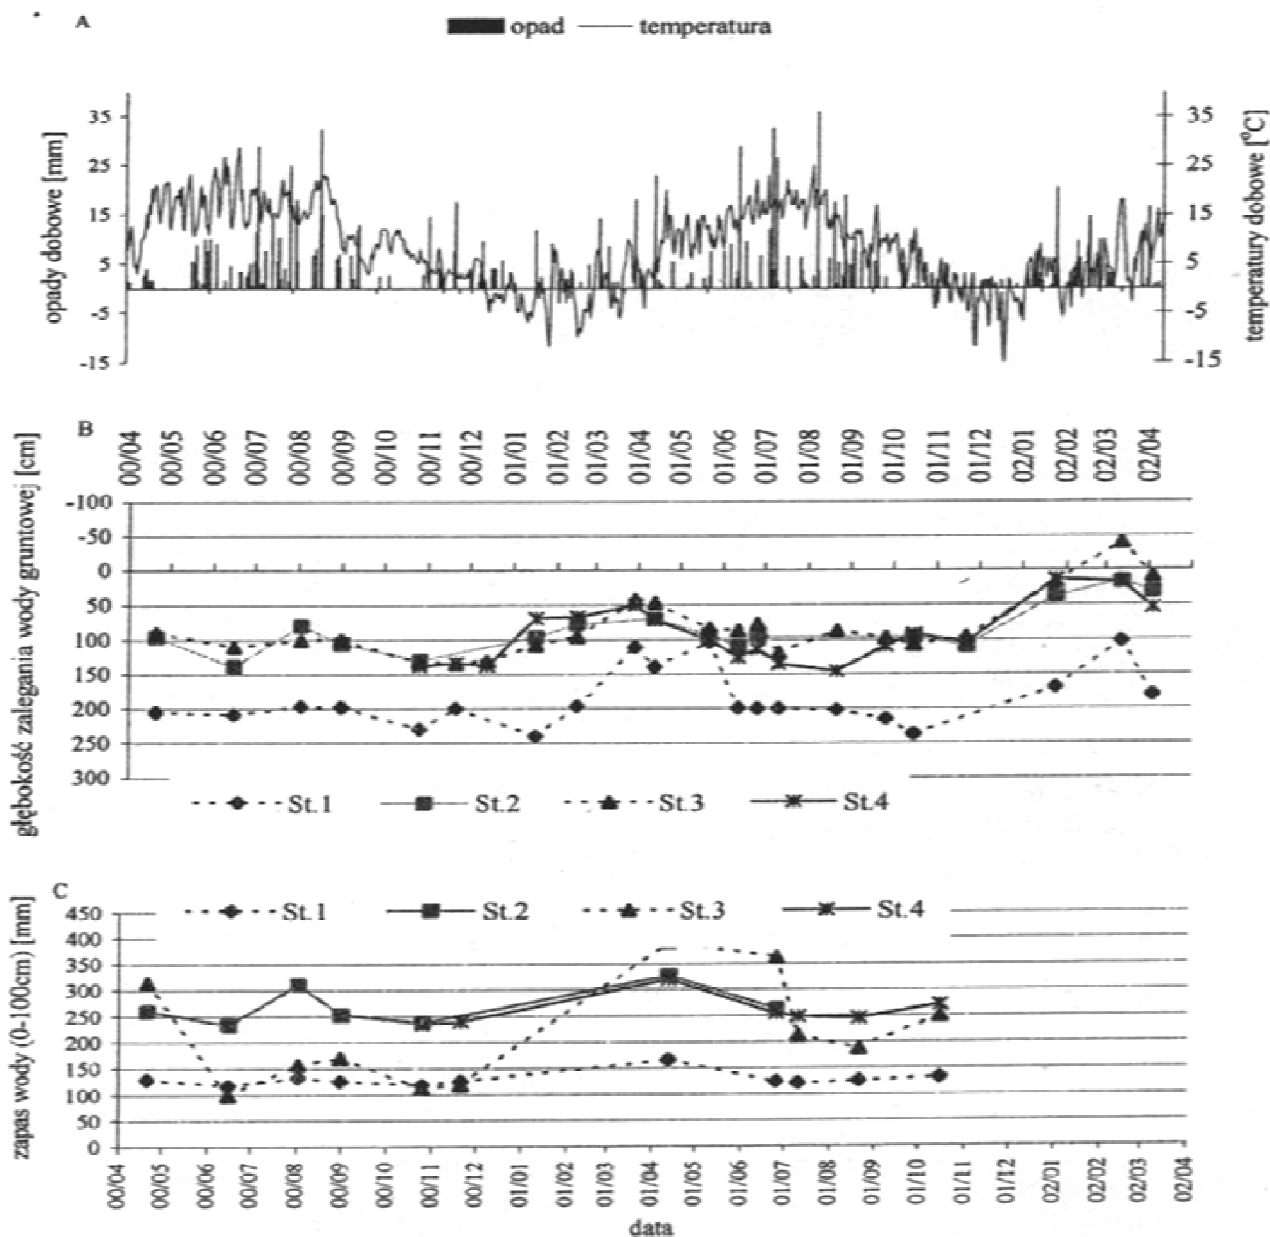 A
opad temperatura
opady dobowe [mm]
35
25
15
5
-5
-15
35
25
15
5
-5
-15
temperatury dobowe [°C]
B
00/04 00/05 00/06 00/07 00/08 00/09 00/10 00/11 00/12 01/01 01/02 01/03 01/04 01/05 01/06 01/07 01/08 01/09 01/10 01/11 01/12 02/01 02/02 02/03 02/04
głębokość zalegania wody gruntowej [cm]
-100
-50
0
50
100
150
200
250
300
St.1 St.2 St.3 St.4
C
zapas wody (0-100cm) [mm]
St.1 St.2 St.3 St.4
450
400
350
300
250
200
150
100
50
0
00/04 00/05 00/06 00/07 00/08 00/09 00/10 00/11 00/12 01/01 01/02 01/03 01/04 01/05 01/06 01/07 01/08 01/09 01/10 01/11 01/12 02/01 02/02 02/03 02/04
data